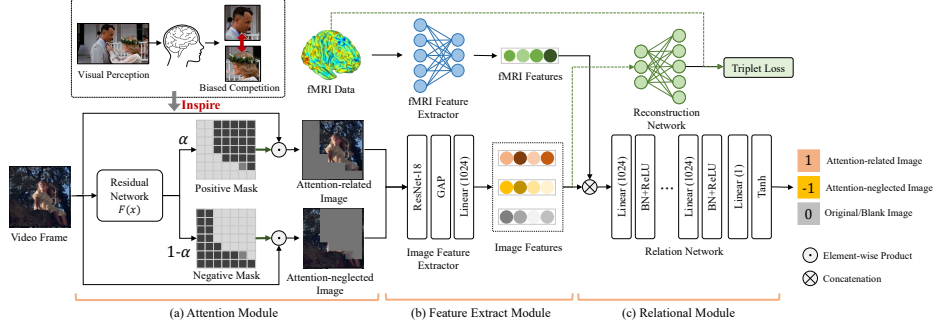 Visual Perception
Biased Competition
Inspire
fMRI Data
fMRI Feature
Extractor
fMRI Features
Reconstruction
Network
Triplet Loss
Video Frame
Residual
Network
F(x)
α
1-α
Positive Mask
Negative Mask
Attention-related
Image
Attention-neglected
Image
ResNet-18
GAP
Linear (1024)
Image Feature
Extractor
Image Features
Linear (1024)
BN+ReLU
...
Linear (1024)
BN+ReLU
Linear (1)
Tanh
Relation Network
1
Attention-related Image
-1
Attention-neglected Image
0
Original/Blank Image
Element-wise Product
Concatenation
(a) Attention Module
(b) Feature Extract Module
(c) Relational Module